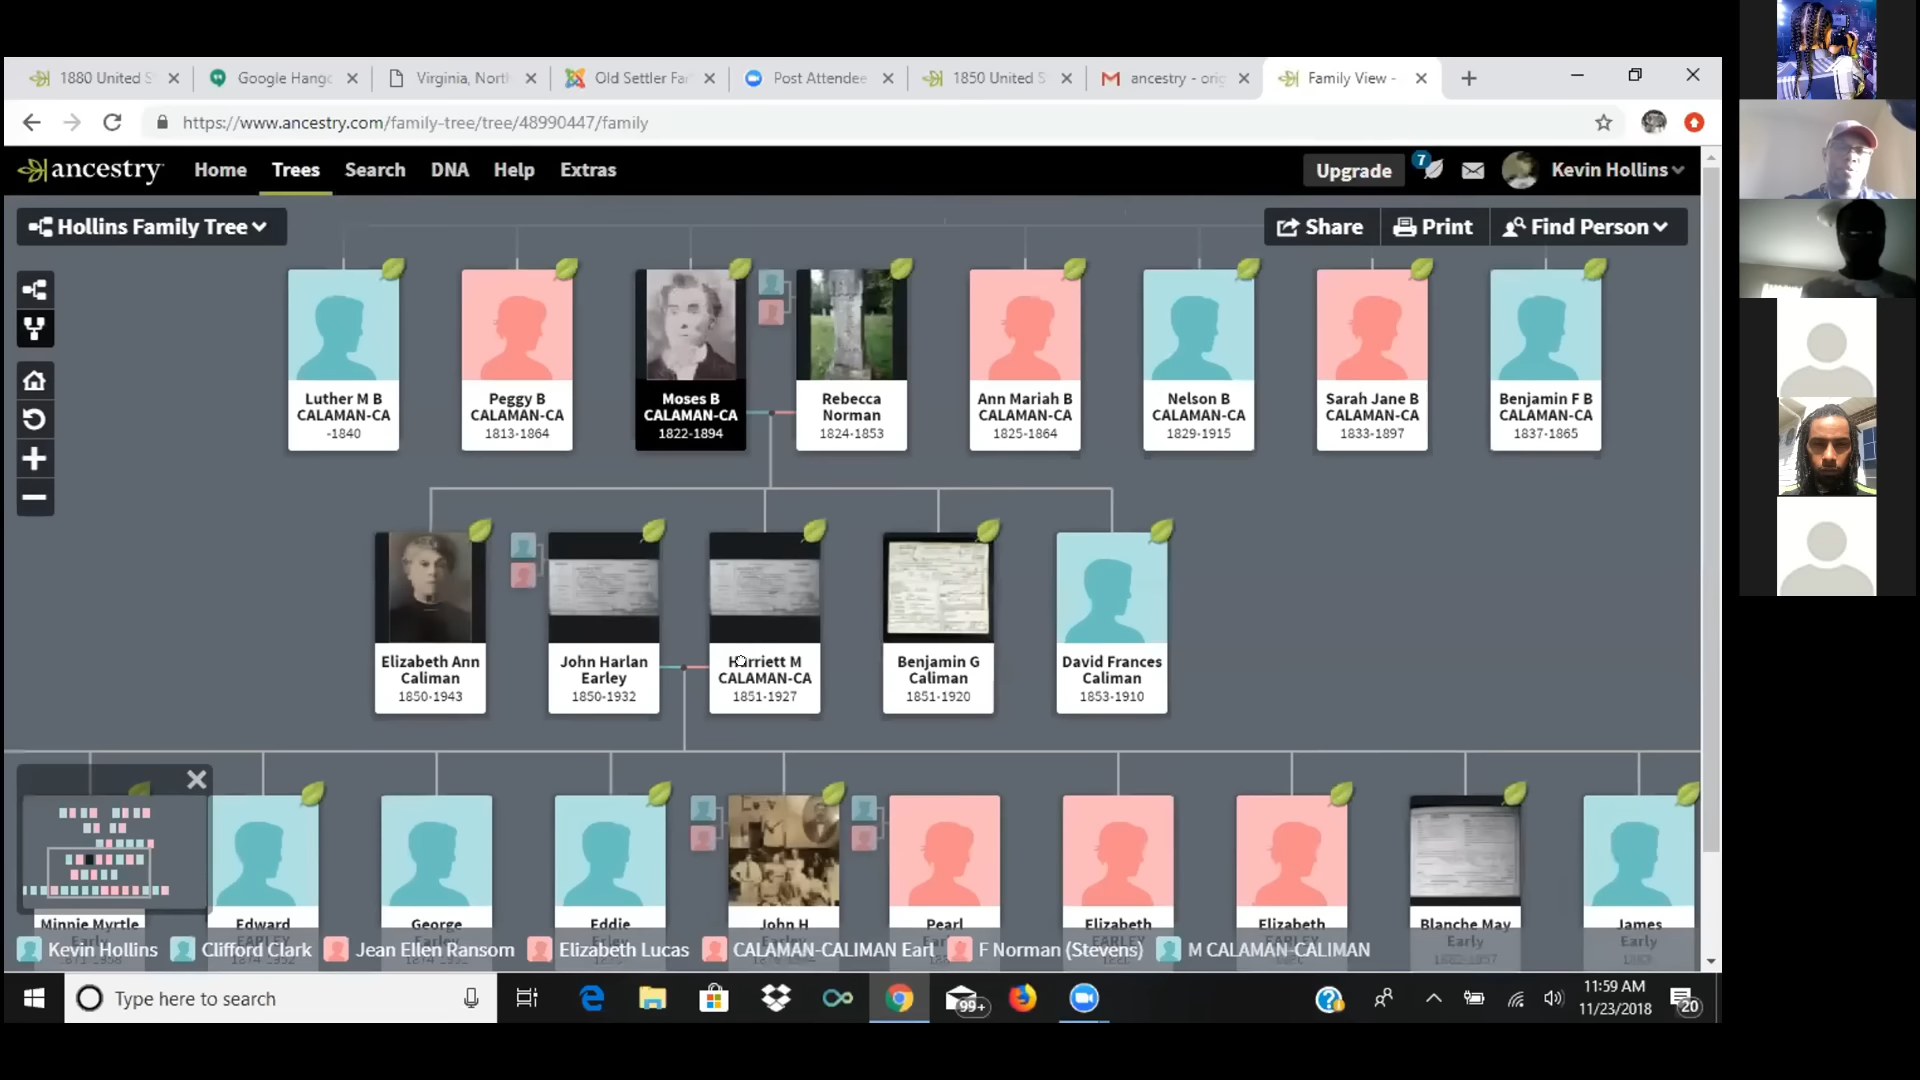 1880 United S
Google Hango
Virginia, North
Old Settler Fa
Post Attendee
1850 United S
ancestry - orig
Family View -
https://www.ancestry.com/family-tree/tree/48990447/family
ancestry
Home
Trees
Search
DNA
Help
Extras
Upgrade
7
Kevin Hollins
Hollins Family Tree
Share
Print
Find Person
Luther M B
CALAMAN-CA
-1840
Peggy B
CALAMAN-CA
1813-1864
Moses B
CALAMAN-CA
1822-1894
Rebecca
Norman
1824-1853
Ann Mariah B
CALAMAN-CA
1825-1864
Nelson B
CALAMAN-CA
1829-1915
Sarah Jane B
CALAMAN-CA
1833-1897
Benjamin F B
CALAMAN-CA
1837-1865
Elizabeth Ann
Caliman
1850-1943
John Harlan
Earley
1850-1932
Harriett M
CALAMAN-CA
1851-1927
Benjamin G
Caliman
1851-1920
David Frances
Caliman
1853-1910
Minnie Myrtle
Early
Edward
EARLEY
George
Earley
Eddie
John H
Pearl
Elizabeth
EARLEY
Elizabeth
EARLEY
Blanche May
Early
James
Early
Kevin Hollins
Clifford Clark
Jean Ellen Ransom
Elizabeth Lucas
CALAMAN-CALIMAN Earl
F Norman (Stevens)
M CALAMAN-CALIMAN
Type here to search
99+
11:59 AM
11/23/2018
20